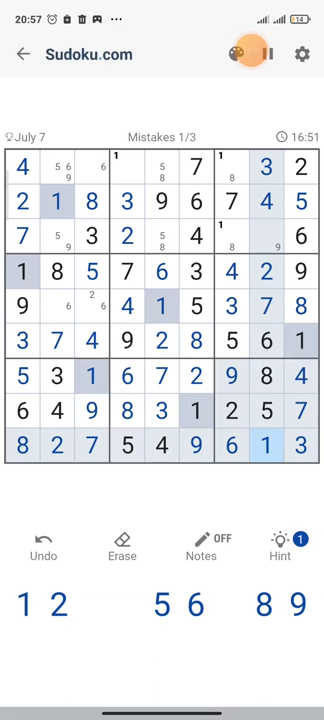 20:57 14
Sudoku.com
July 7 Mistakes 1/3 16:51
4 5 6 9 6 1 5 8 7 1 8 3 2
2 1 8 3 9 6 7 4 5
7 5 9 3 2 5 8 4 1 8 9 6
1 8 5 7 6 3 4 2 9
9 6 2 6 4 1 5 3 7 8
3 7 4 9 2 8 5 6 1
5 3 1 6 7 2 9 8 4
6 4 9 8 3 1 2 5 7
8 2 7 5 4 9 6 1 3
OFF 1
Undo Erase Notes Hint
1 2 5 6 8 9